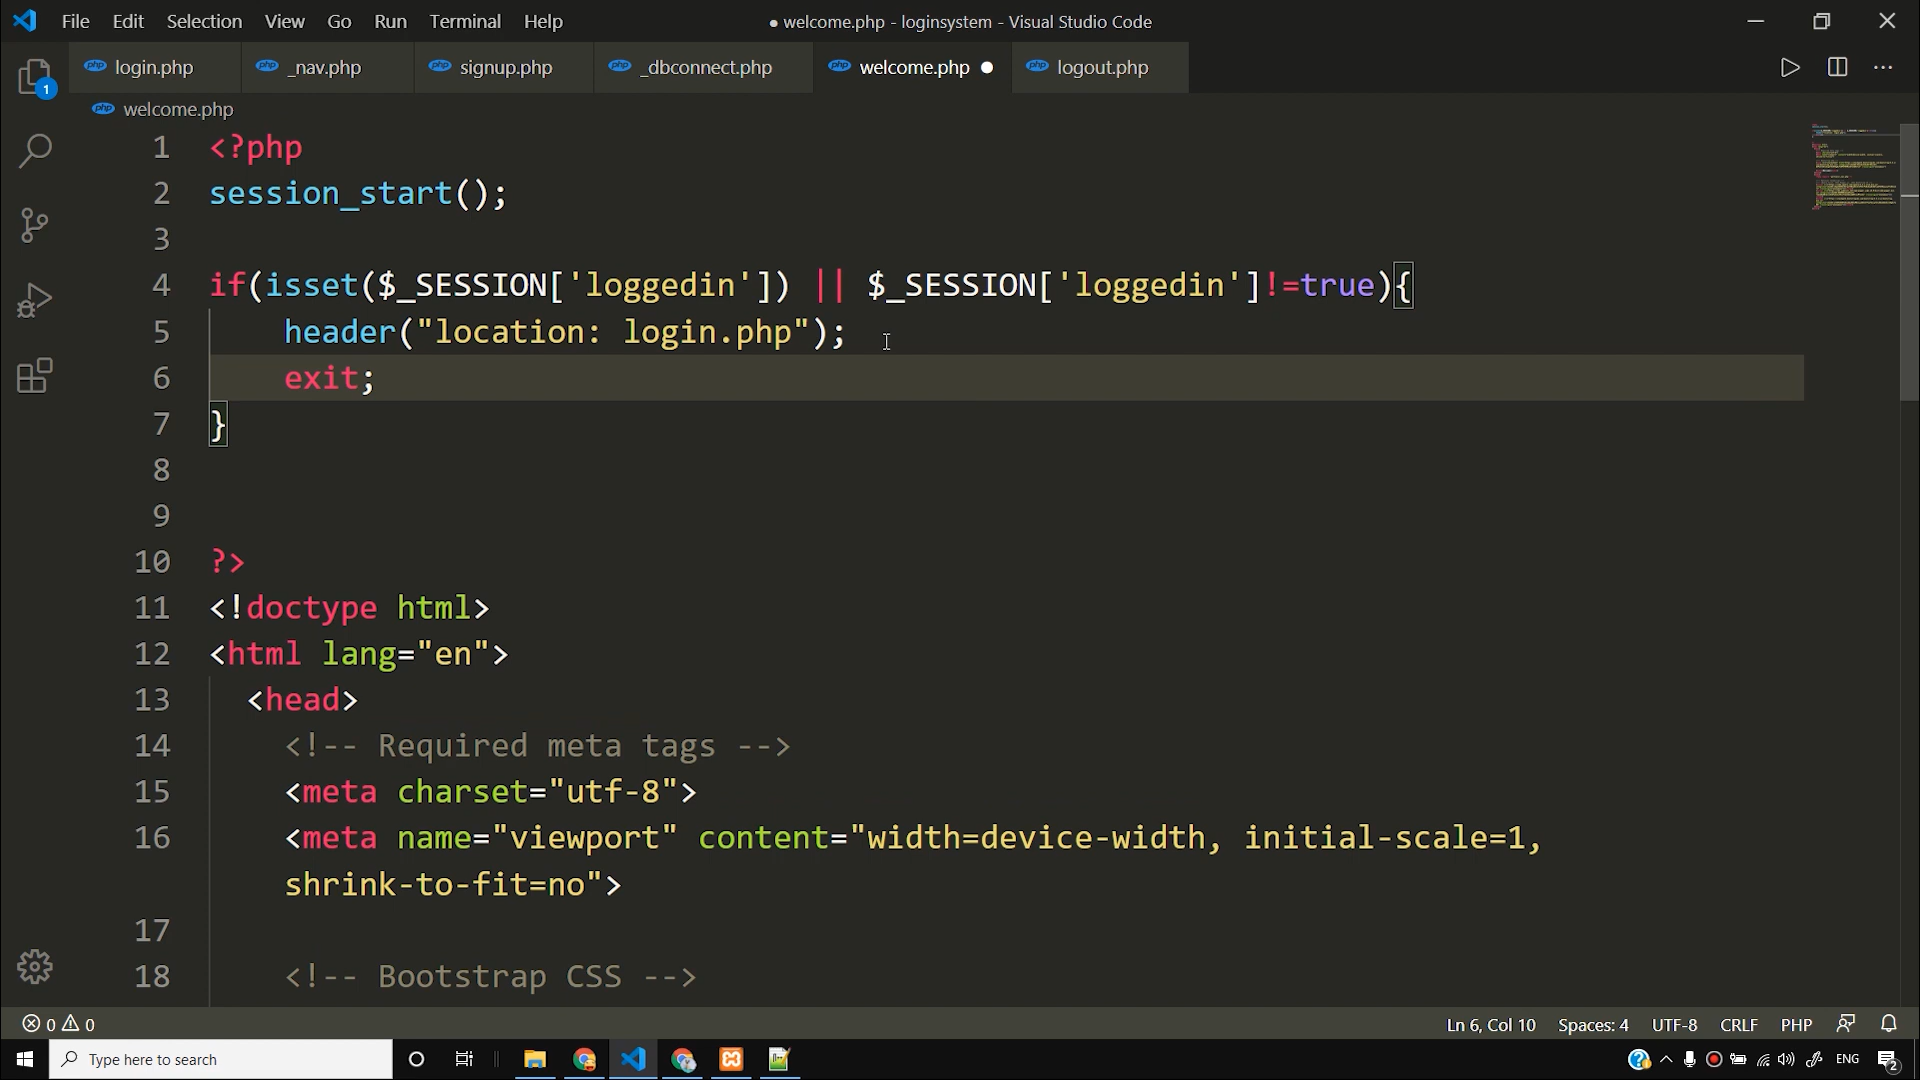 File Edit Selection View Go Run Terminal Help
● welcome.php - loginsystem - Visual Studio Code
login.php
_nav.php
signup.php
_dbconnect.php
welcome.php ●
logout.php
1
welcome.php
1 <?php
2 session_start();
3
4 if(isset($_SESSION['loggedin']) || $_SESSION['loggedin']!=true){
5 header("location: login.php");
6 exit;
7 }
8
9
10 ?>
11 <!doctype html>
12 <html lang="en">
13 <head>
14 <!-- Required meta tags -->
15 <meta charset="utf-8">
16 <meta name="viewport" content="width=device-width, initial-scale=1,
shrink-to-fit=no">
17
18 <!-- Bootstrap CSS -->
0 0
Ln 6, Col 10 Spaces: 4 UTF-8 CRLF PHP
Type here to search
ENG
2